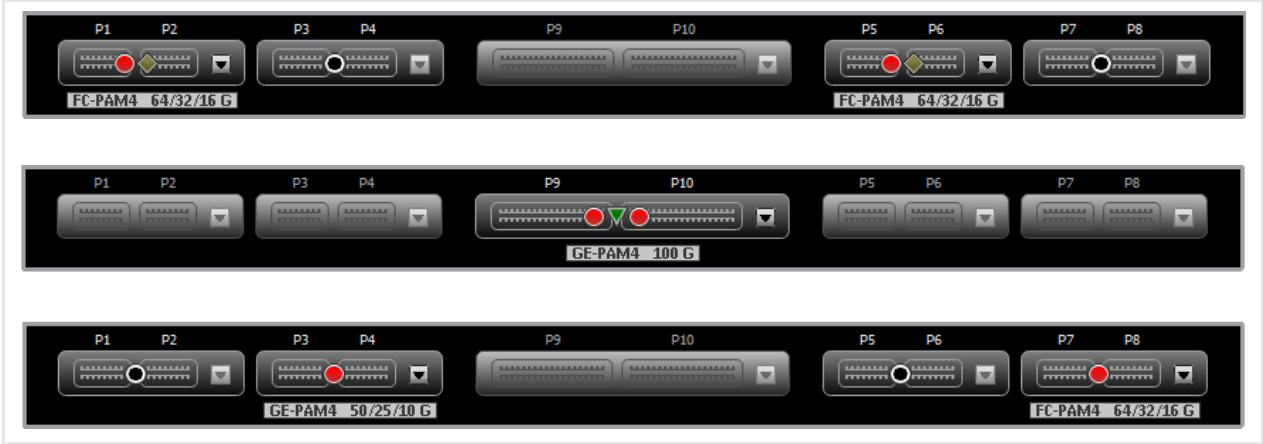 P1 P2 P3 P4 P9 P10 P5 P6 P7 P8
FC-PAM4 64/32/16 G FC-PAM4 64/32/16 G
P1 P2 P3 P4 P9 P10 P5 P6 P7 P8
GE-PAM4 100 G
P1 P2 P3 P4 P9 P10 P5 P6 P7 P8
GE-PAM4 50/25/10 G FC-PAM4 64/32/16 G